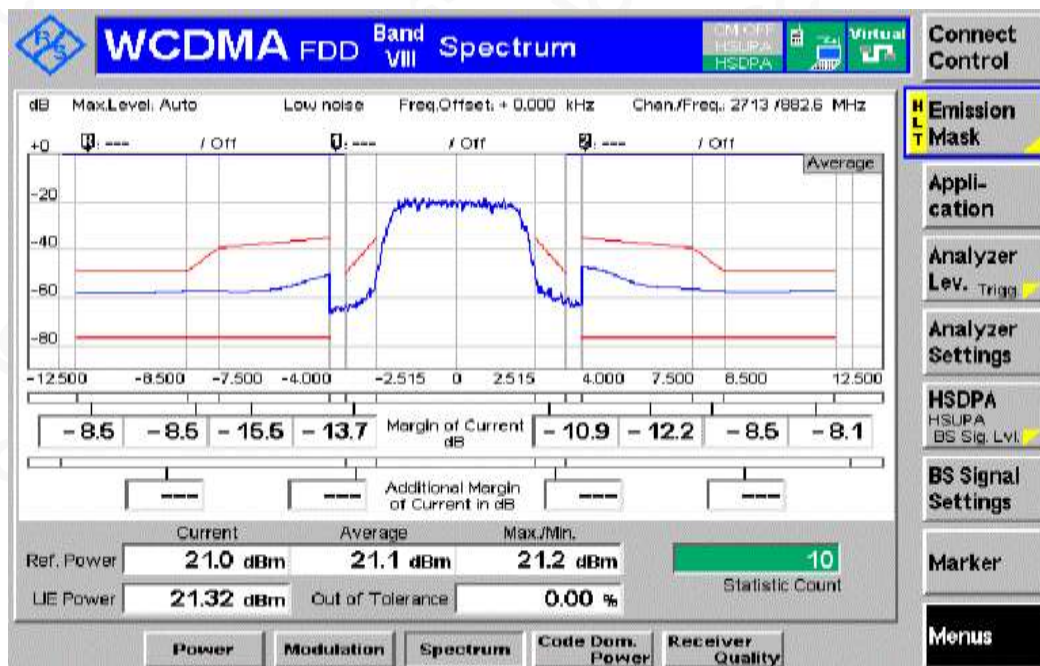 R&S
WCDMA FDD Band VIII Spectrum
CM OFF
HSUPA
HSDPA
Virtual
Connect Control
dB Max.Level: Auto Low noise Freq.Offset: + 0.000 kHz Chan./Freq.: 2713 /882.6 MHz
HLT
Emission Mask
+0 R: --- / Off 1: --- / Off 2: --- / Off
Average
-20
-40
-60
-80
Appli-cation
Analyzer Lev. Trigg.
Analyzer Settings
-12.500 -8.500 -7.500 -4.000 -2.515 0 2.515 4.000 7.500 8.500 12.500
HSDPA
HSUPA
BS Sig. Lvl.
-8.5 -8.5 -15.6 -13.7 Margin of Current dB -10.9 -12.2 -8.5 -8.1
BS Signal Settings
--- --- Additional Margin of Current in dB --- ---
Current Average Max./Min.
Ref. Power 21.0 dBm 21.1 dBm 21.2 dBm 10
Statistic Count
Marker
UE Power 21.32 dBm Out of Tolerance 0.00 %
Menus
Power Modulation Spectrum Code Dom. Power Receiver Quality